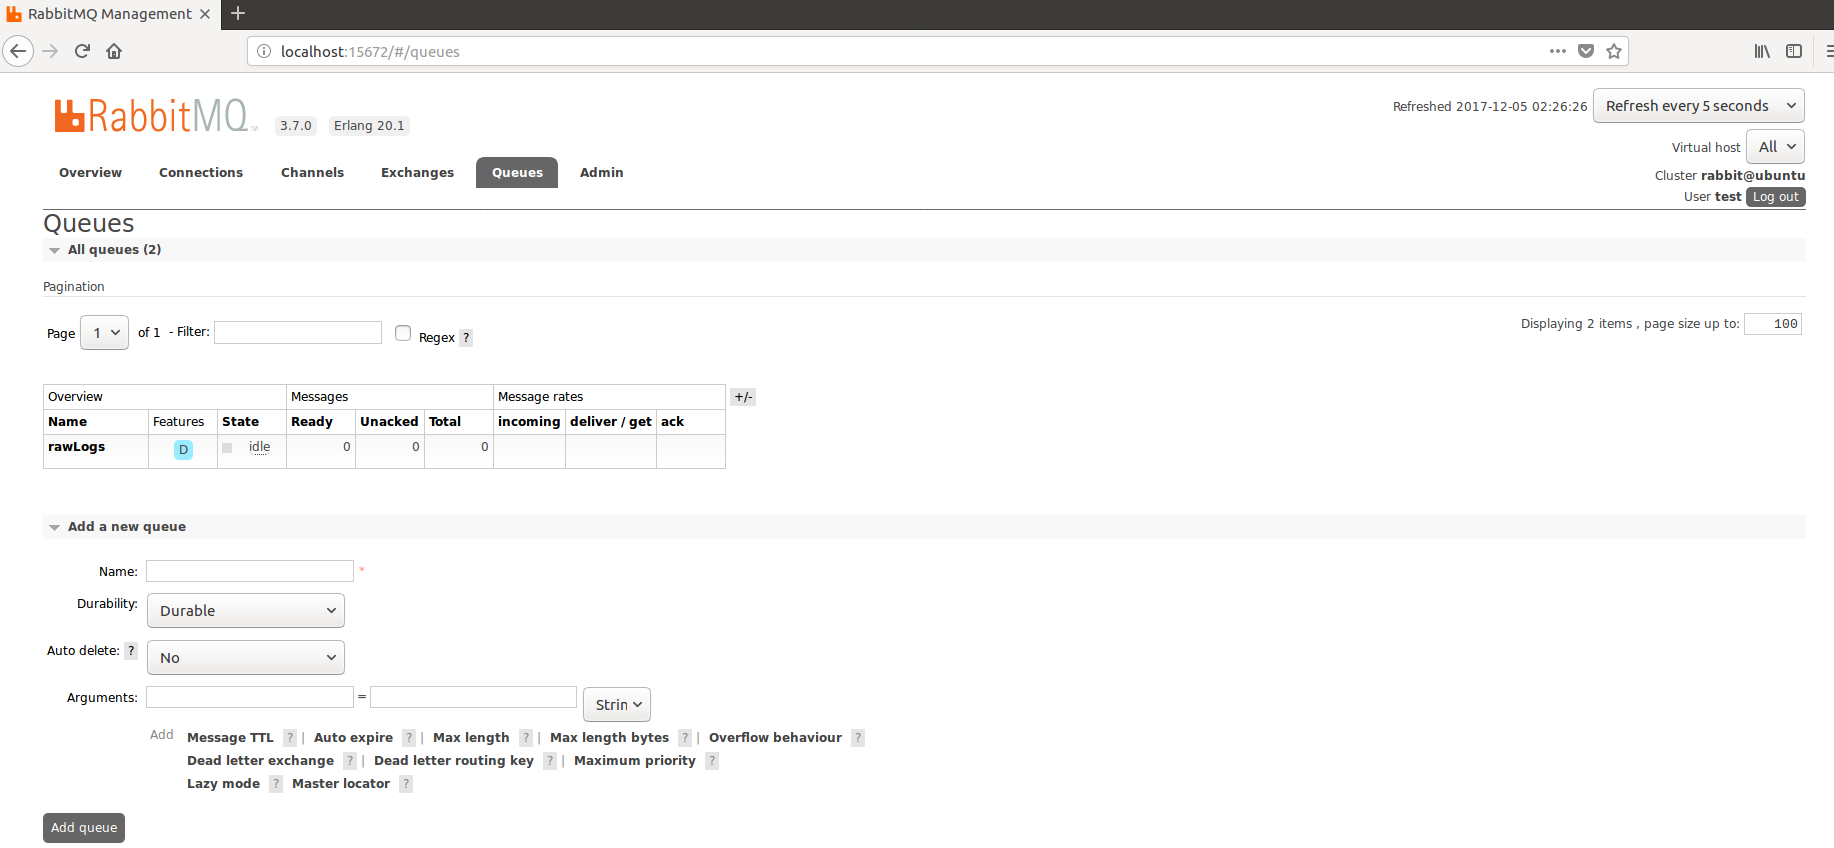 RabbitMQ Management
localhost:15672/#/queues
RabbitMQ TM 3.7.0 Erlang 20.1
Refreshed 2017-12-05 02:26:26 Refresh every 5 seconds
Virtual host All
Cluster rabbit@ubuntu
User test Log out
Overview Connections Channels Exchanges Queues Admin
Queues
All queues (2)
Pagination
Page 1 of 1 - Filter: Regex ?
Displaying 2 items , page size up to: 100
Overview Messages Message rates +/-
Name Features State Ready Unacked Total incoming deliver / get ack
rawLogs D idle 0 0 0
Add a new queue
Name: *
Durability: Durable
Auto delete: ? No
Arguments: = Strin
Add Message TTL ? | Auto expire ? | Max length ? | Max length bytes ? | Overflow behaviour ?
Dead letter exchange ? | Dead letter routing key ? | Maximum priority ?
Lazy mode ? Master locator ?
Add queue